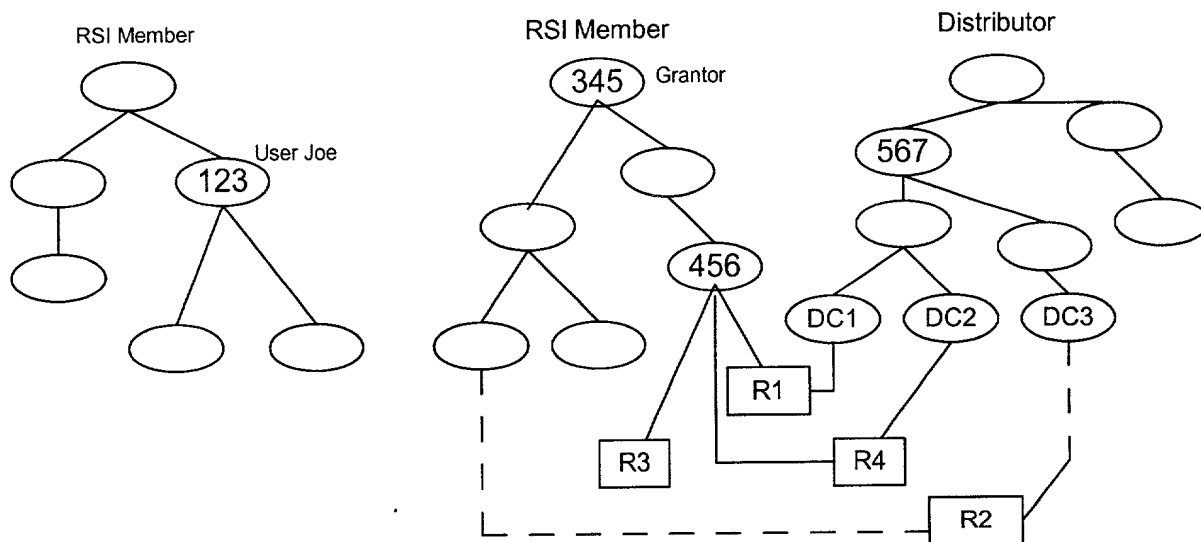 RSI Member
User Joe
123
RSI Member
345
Grantor
456
Distributor
567
DC1
DC2
DC3
R1
R3
R4
R2